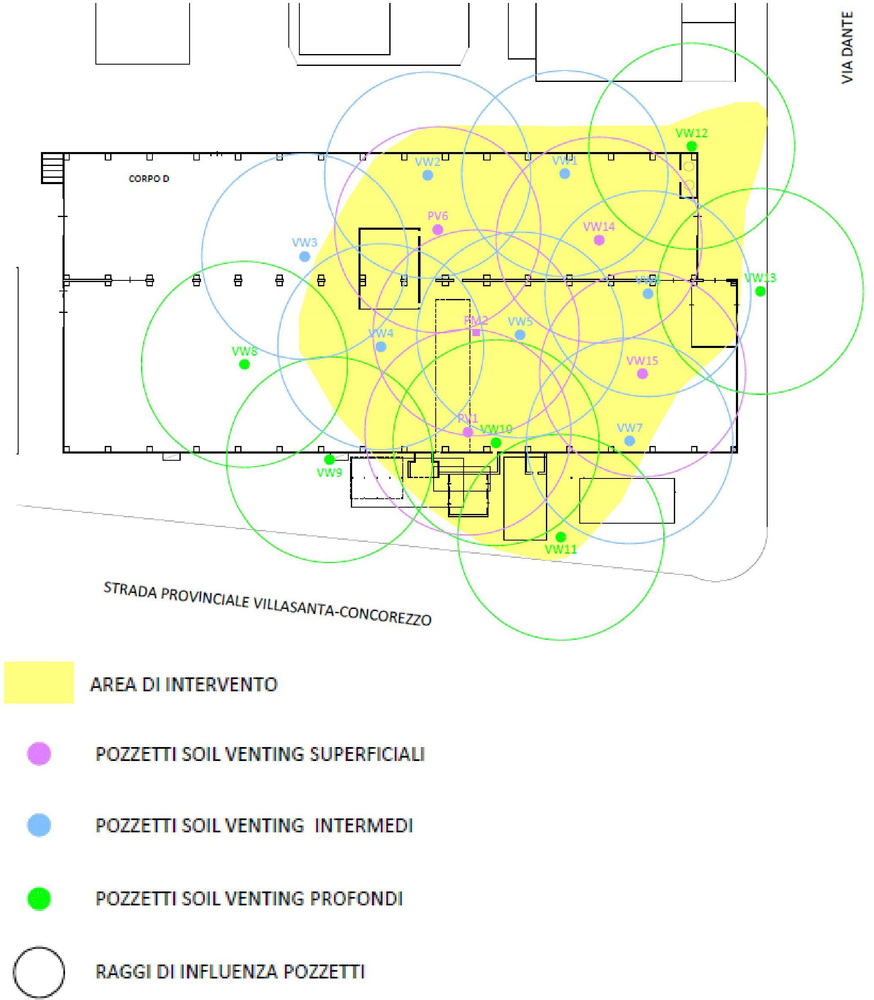 VIA DANTE
VW12
VW2
VW1
CORPO D
PV6
VW14
VW3
VW6
VW13
PM2
VW5
VW4
VW8
VW15
PV1
VW10
VW7
VW9
VW11
STRADA PROVINCIALE VILLASANTA-CONCOREZZO
AREA DI INTERVENTO
POZZETTI SOIL VENTING SUPERFICIALI
POZZETTI SOIL VENTING INTERMEDI
POZZETTI SOIL VENTING PROFONDI
RAGGI DI INFLUENZA POZZETTI